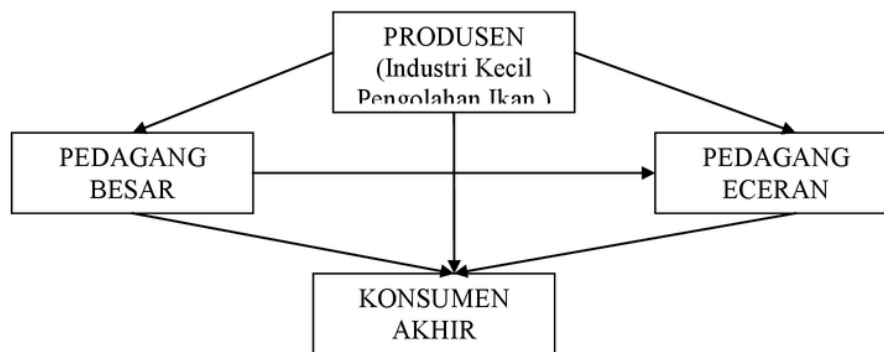 PRODUSEN
(Industri Kecil
Pengolahan Ikan )
PEDAGANG
BESAR
PEDAGANG
ECERAN
KONSUMEN
AKHIR